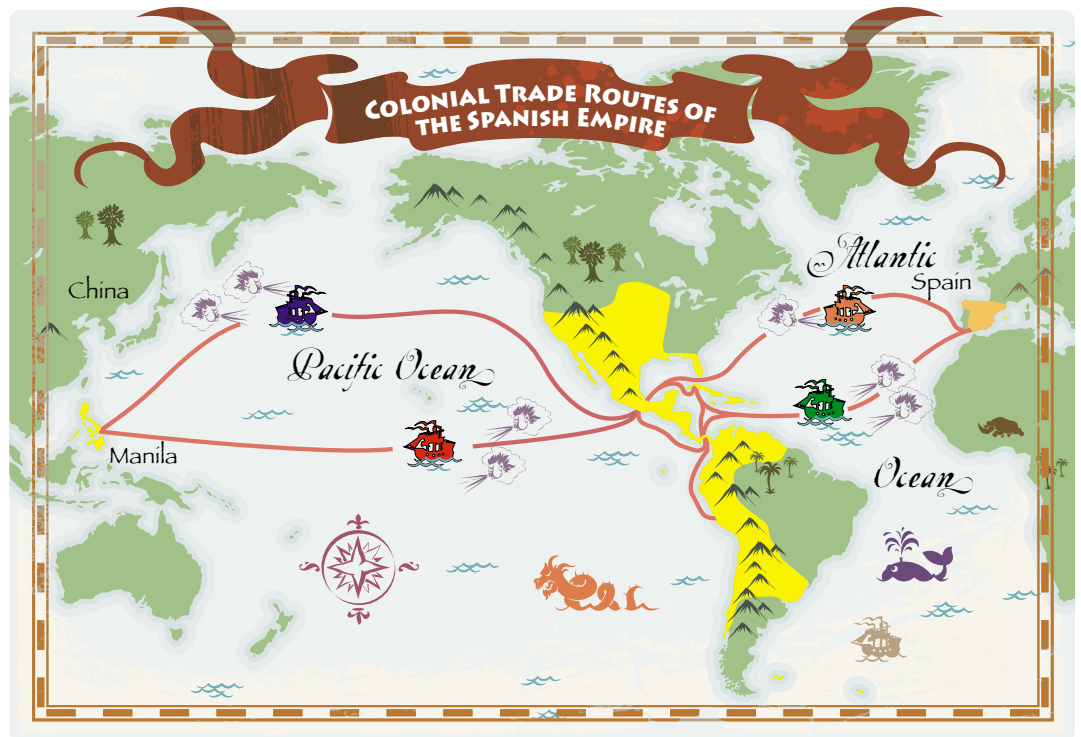 COLONIAL TRADE ROUTES OF
THE SPANISH EMPIRE
Atlantic
Spain
China
Pacific Ocean
Manila
Ocean